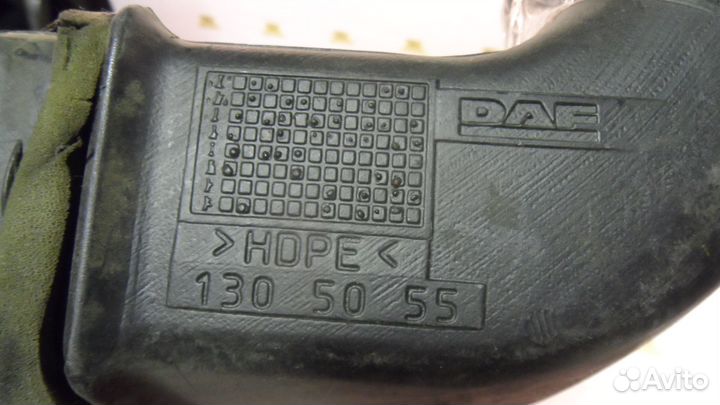 DAF
>HDPE<
130 50 55
Avito